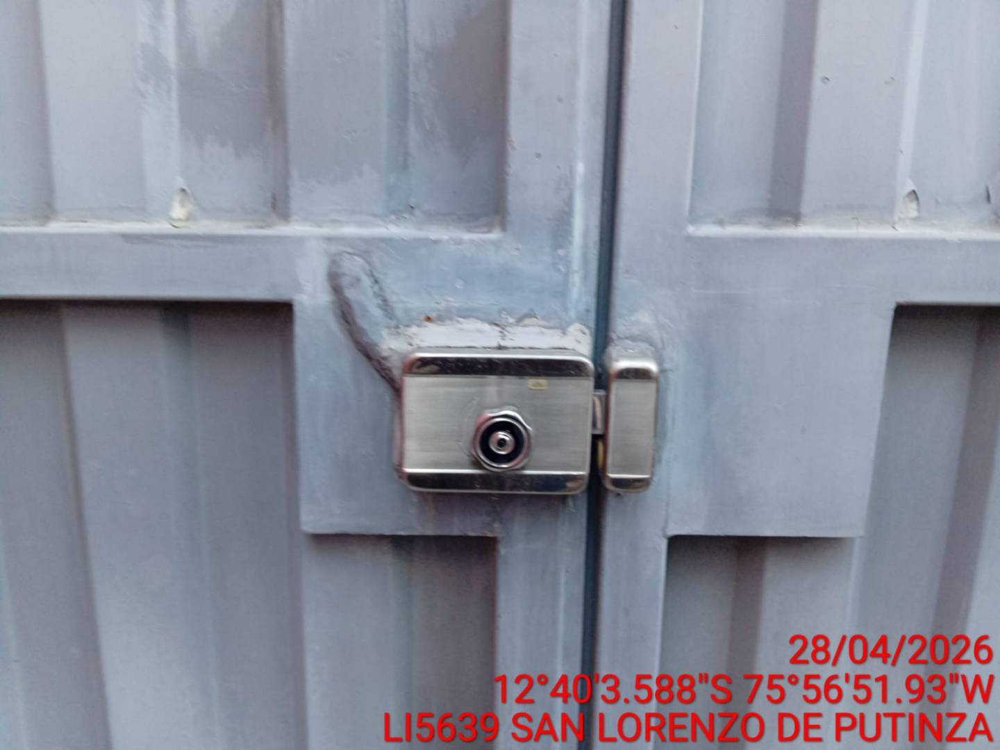 28/04/2026
12°40'3.588"S 75°56'51.93"W
LI5639 SAN LORENZO DE PUTINZA